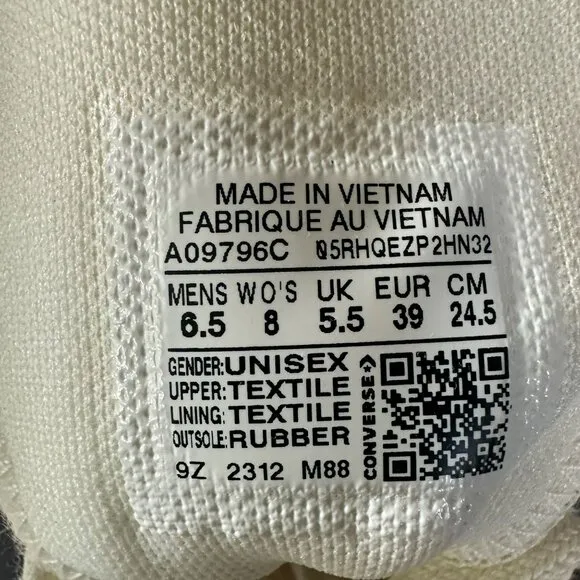 MADE IN VIETNAM
FABRIQUE AU VIETNAM
A09796C Q5RHQEZP2HN32
MENS WO'S UK EUR CM
6.5 8 5.5 39 24.5
GENDER:UNISEX
UPPER:TEXTILE
LINING:TEXTILE
OUTSOLE:RUBBER
9Z 2312 M88
CONVERSE